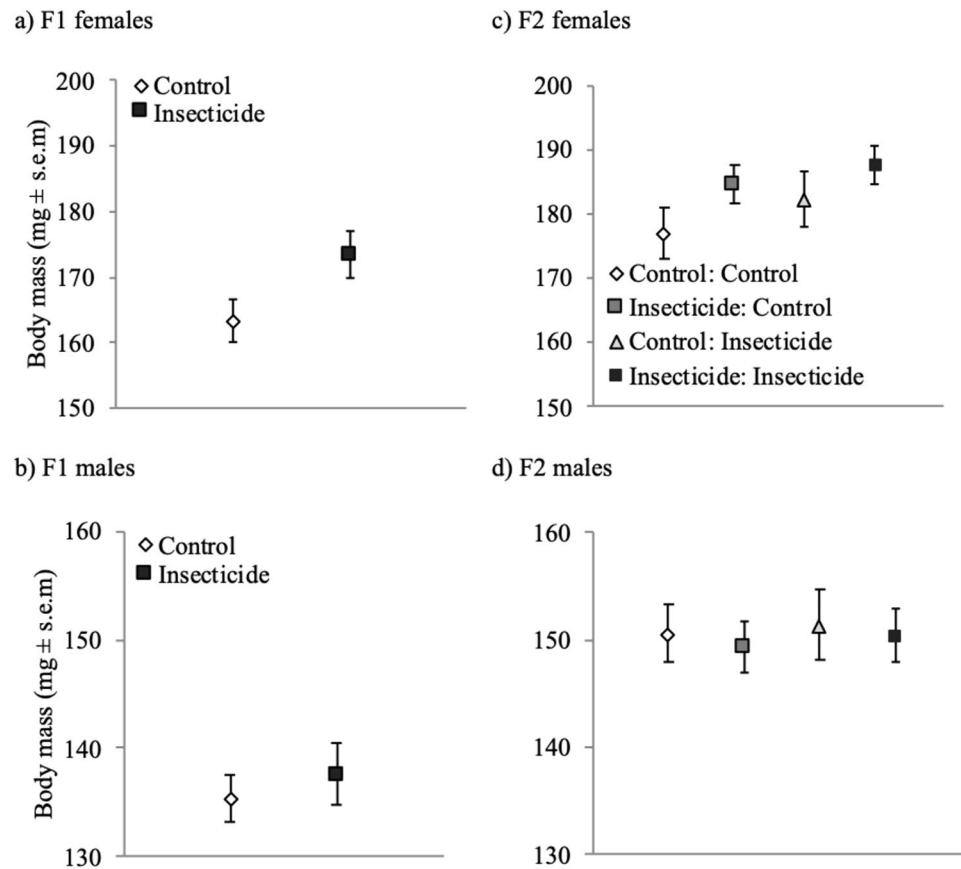 a) F1 females
200
190
180
170
160
150
Body mass (mg ± s.e.m)
Control
Insecticide
c) F2 females
200
190
180
170
160
150
Control: Control
Insecticide: Control
Control: Insecticide
Insecticide: Insecticide
b) F1 males
160
150
140
130
Body mass (mg ± s.e.m)
Control
Insecticide
d) F2 males
160
150
140
130